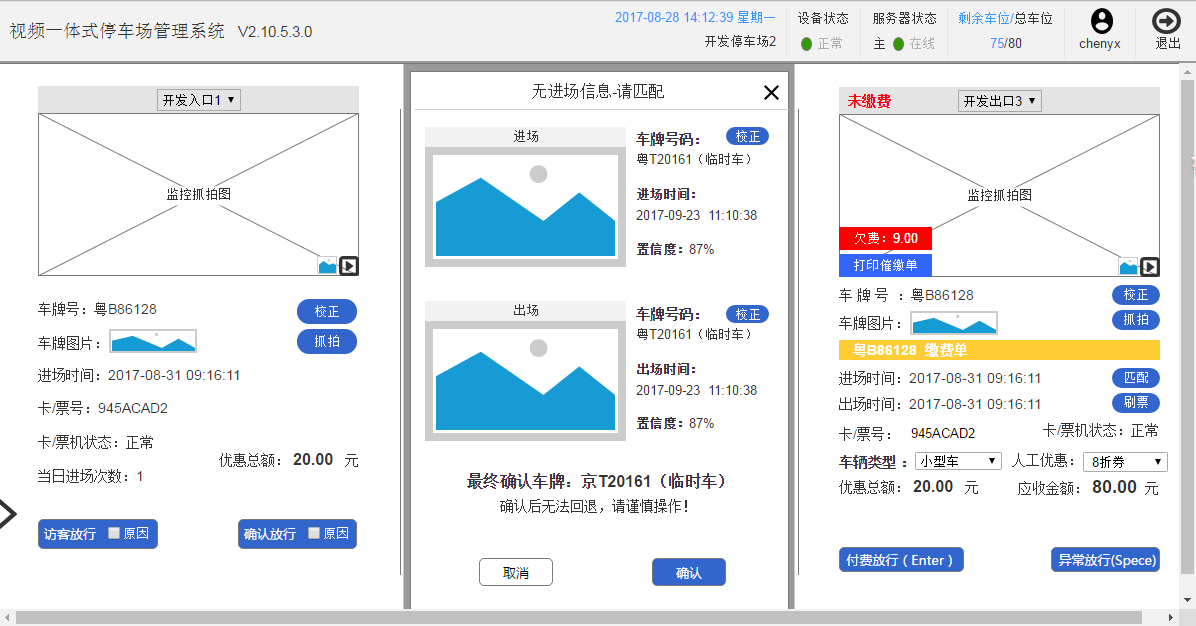 视频一体式停车场管理系统 V2.10.5.3.0
2017-08-28 14:12:39 星期一
开发停车场2
设备状态
正常
服务器状态
主 在线
剩余车位/总车位
75/80
chenyx
退出
开发入口1
监控抓拍图
车牌号：粤B86128
校正
车牌图片：
抓拍
进场时间：2017-08-31 09:16:11
卡/票号：945ACAD2
卡/票机状态：正常
优惠总额： 20.00 元
当日进场次数：1
访客放行 原因
确认放行 原因
无进场信息-请匹配
进场
车牌号码：
校正
粤T20161（临时车）
进场时间：
2017-09-23 11:10:38
置信度：87%
出场
车牌号码：
校正
粤T20161（临时车）
出场时间：
2017-09-23 11:10:38
置信度：87%
最终确认车牌：京T20161（临时车）
确认后无法回退，请谨慎操作！
取消
确认
未缴费
开发出口3
监控抓拍图
欠费：9.00
打印催缴单
车 牌 号 ：粤B86128
校正
车牌图片：
抓拍
粤B86128 缴费单
进场时间：2017-08-31 09:16:11
匹配
出场时间：2017-08-31 09:16:11
刷票
卡/票号： 945ACAD2
卡/票机状态：正常
车辆类型： 小型车
人工优惠： 8折券
优惠总额： 20.00 元
应收金额： 80.00 元
付费放行（Enter）
异常放行(Spece)